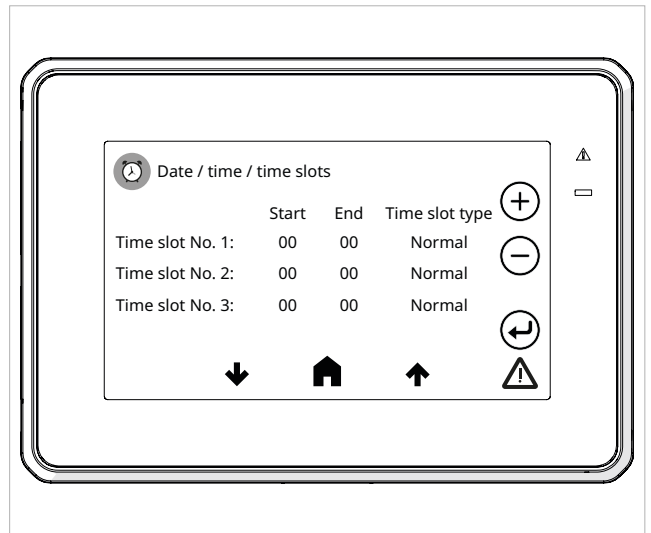 Date / time / time slots
Start End Time slot type
Time slot No. 1: 00 00 Normal
Time slot No. 2: 00 00 Normal
Time slot No. 3: 00 00 Normal